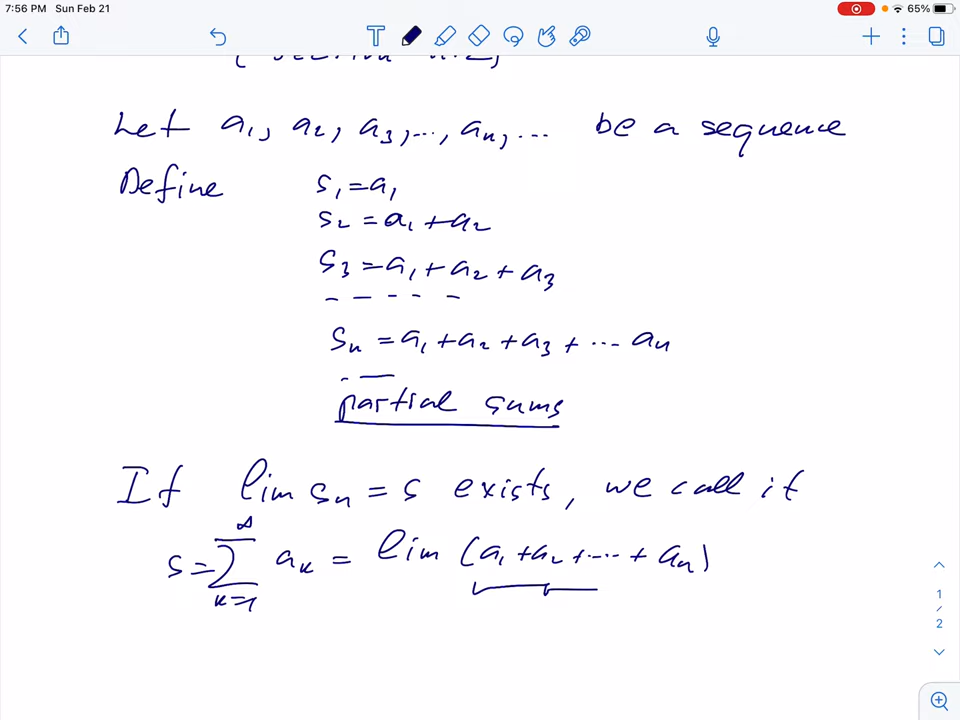 7:56 PM Sun Feb 21
65%
Let a₁, a₂, a₃, ..., aₙ, ... be a sequence
Define s₁ = a₁
s₂ = a₁ + a₂
s₃ = a₁ + a₂ + a₃
- - - - -
sₙ = a₁ + a₂ + a₃ + ... aₙ
partial sums
If lim sₙ = s exists, we call it
s = ∑_{k=1}^{∞} aₖ = lim (a₁ + a₂ + ... + aₙ)
1
/
2